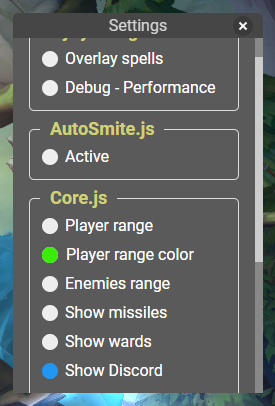 Settings
Overlay spells
Debug - Performance
AutoSmite.js
Active
Core.js
Player range
Player range color
Enemies range
Show missiles
Show wards
Show Discord